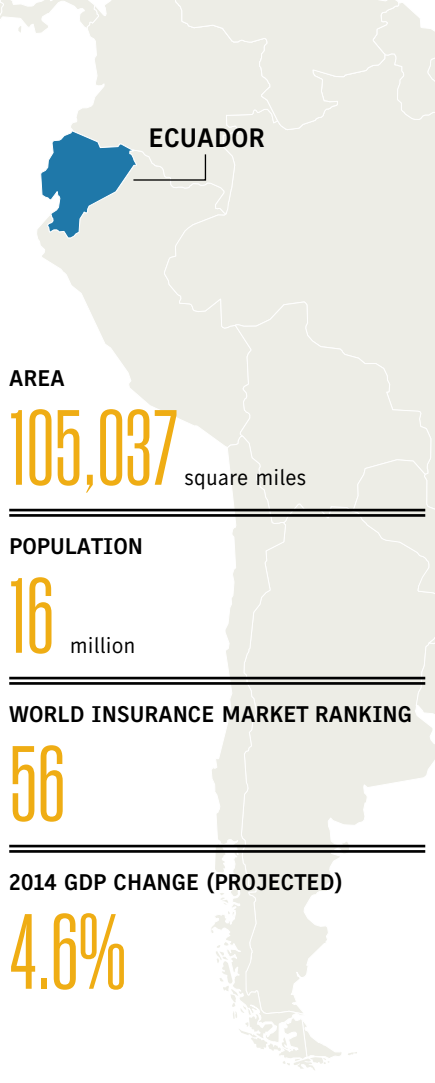 ECUADOR
AREA
105,037 square miles
POPULATION
16 million
WORLD INSURANCE MARKET RANKING
56
2014 GDP CHANGE (PROJECTED)
4.6%